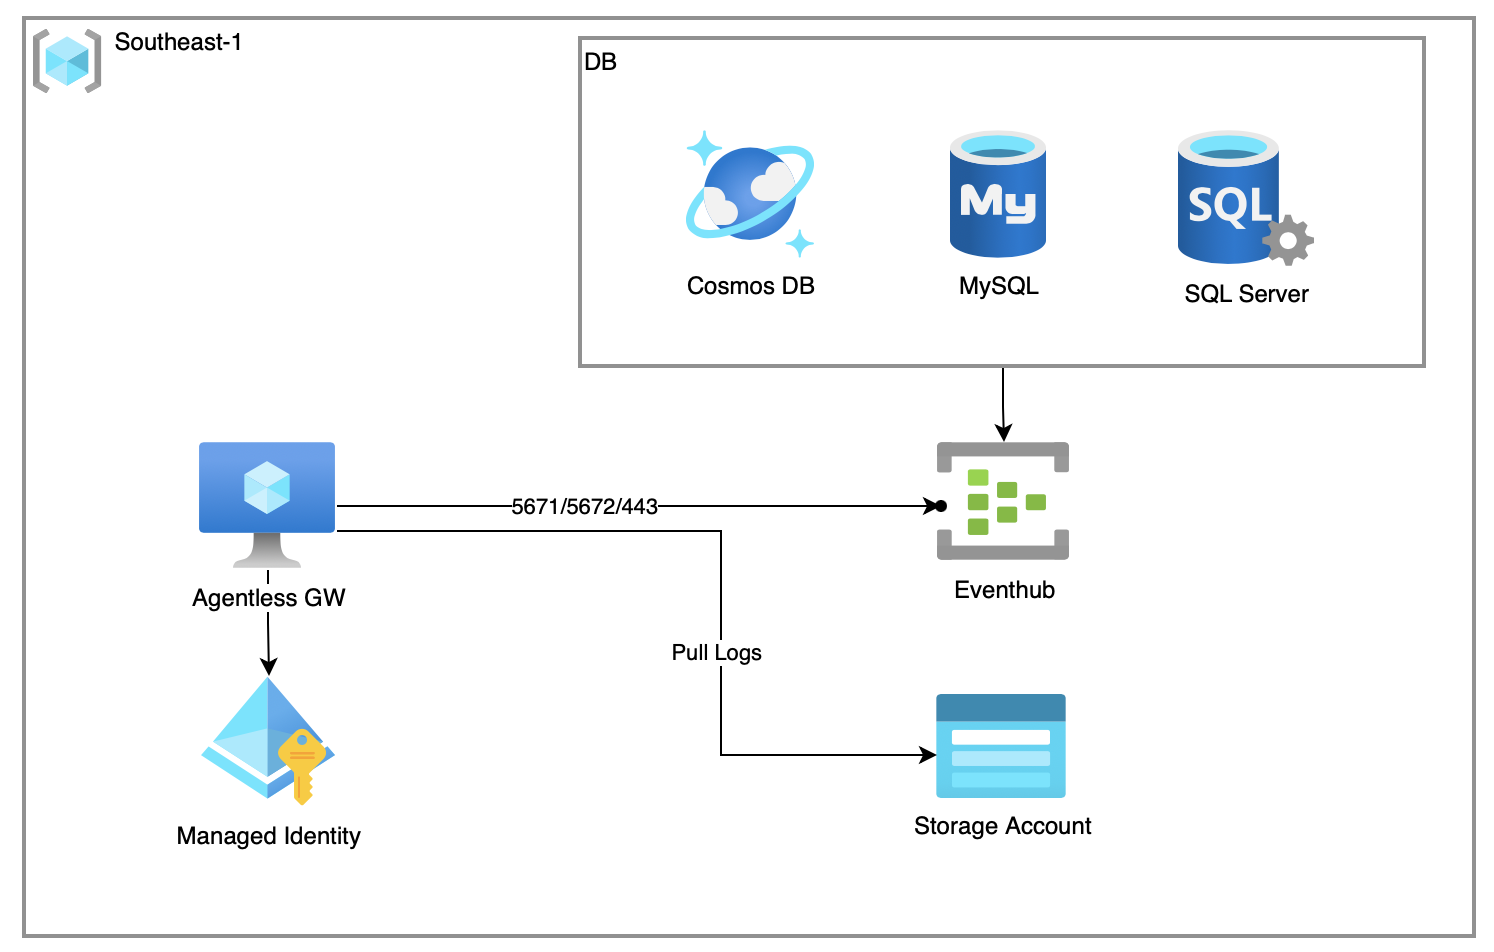 Southeast-1
DB
My
SQL
Cosmos DB
MySQL
SQL Server
5671/5672/443
Agentless GW
Eventhub
Pull Logs
Managed Identity
Storage Account